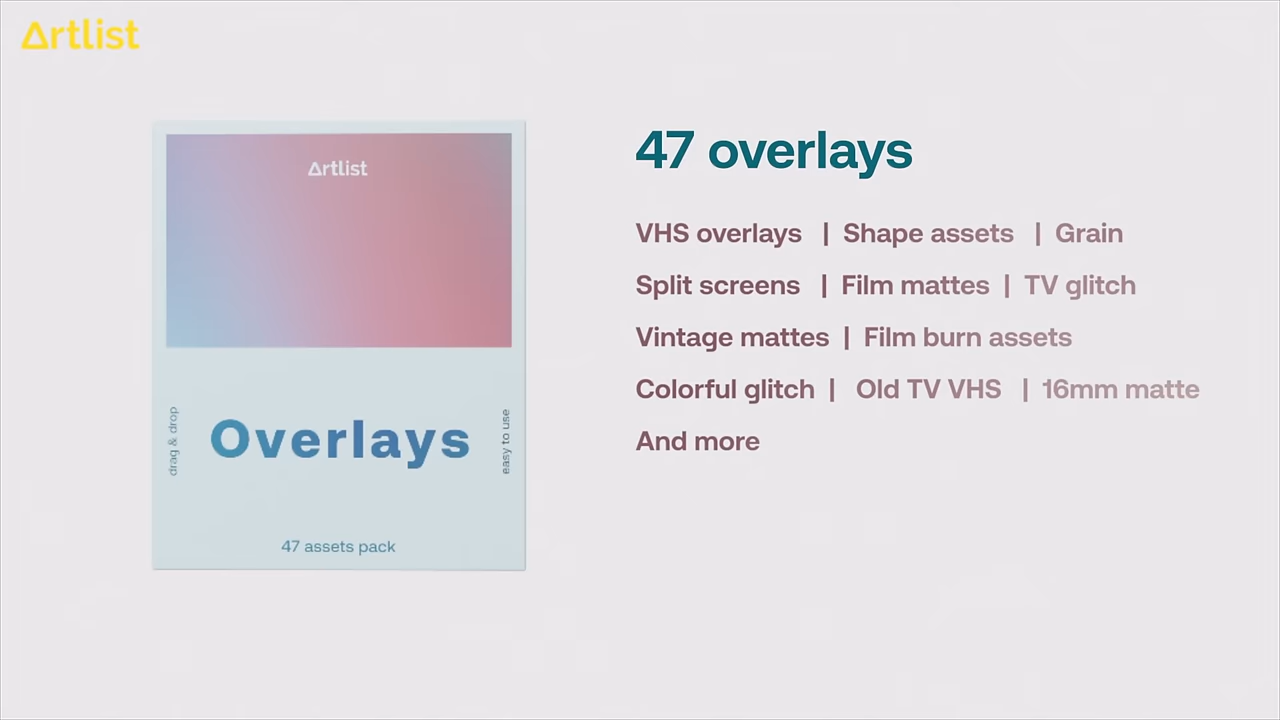 Artlist
Artlist
drag & drop
Overlays
easy to use
47 assets pack
47 overlays
VHS overlays | Shape assets | Grain
Split screens | Film mattes | TV glitch
Vintage mattes | Film burn assets
Colorful glitch | Old TV VHS | 16mm matte
And more